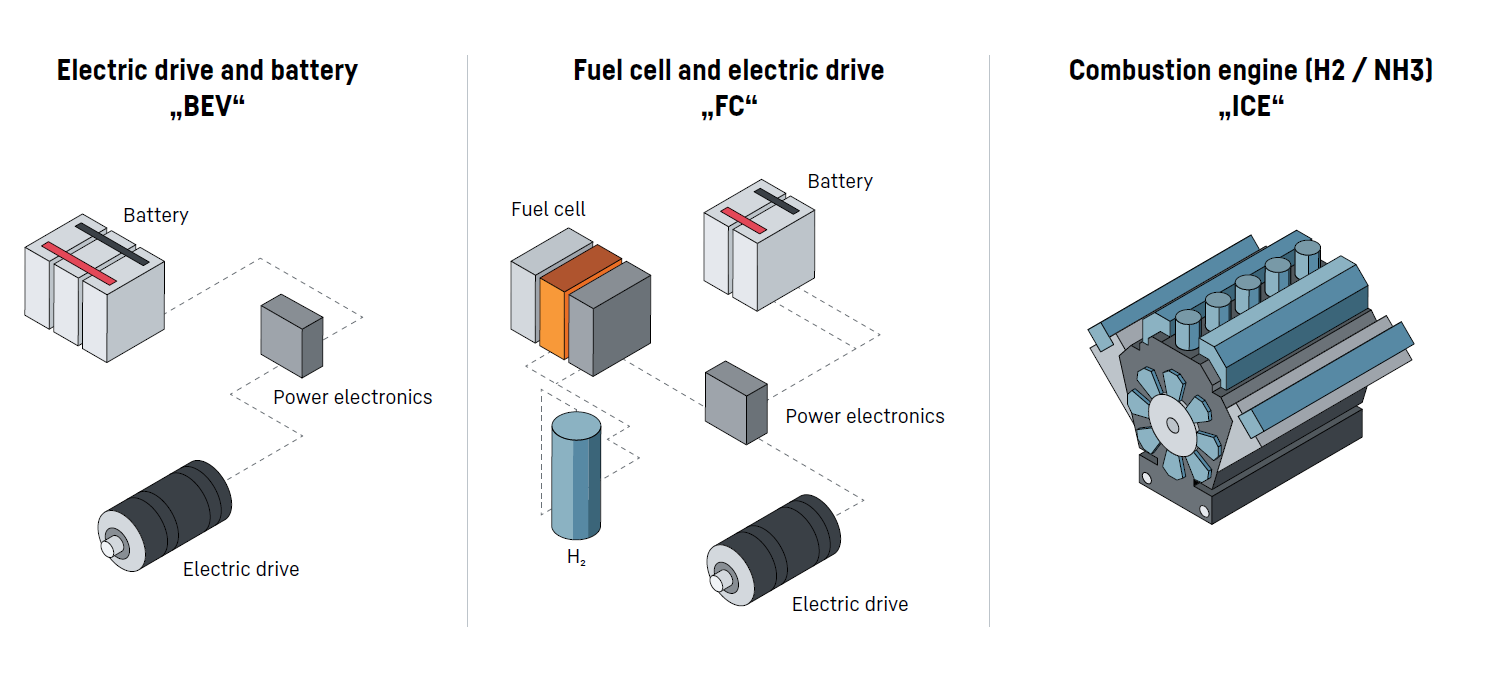 Electric drive and battery
„BEV“
Battery
Power electronics
Electric drive
Fuel cell and electric drive
„FC“
Fuel cell
Battery
Power electronics
H₂
Electric drive
Combustion engine (H2 / NH3)
„ICE“